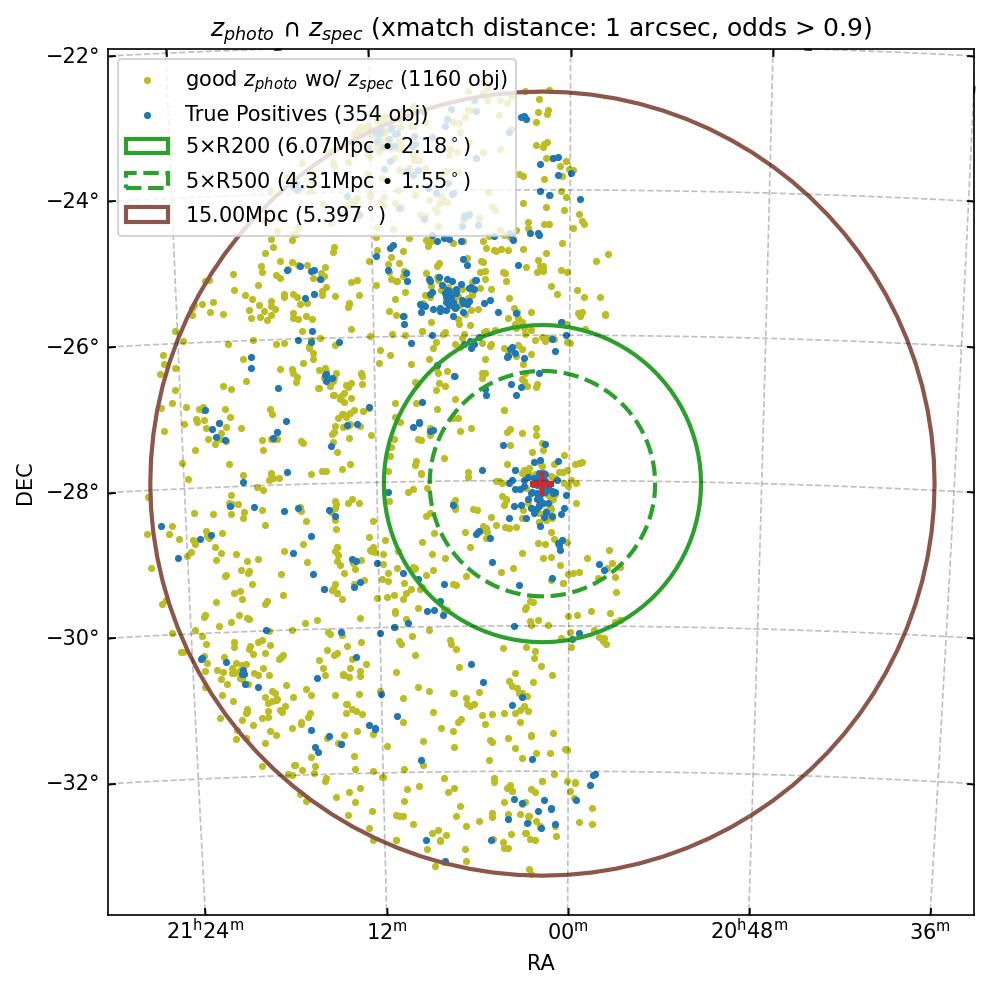 z_photo ∩ z_spec (xmatch distance: 1 arcsec, odds > 0.9)
good z_photo wo/ z_spec (1160 obj)
True Positives (354 obj)
5×R200 (6.07Mpc • 2.18°)
5×R500 (4.31Mpc • 1.55°)
15.00Mpc (5.397°)
−22°
−24°
−26°
−28°
−30°
−32°
DEC
21h24m 12m 00m 20h48m 36m
RA